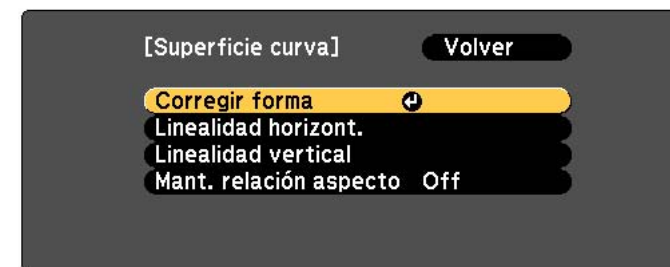 [Superficie curva] Volver
Corregir forma
Linealidad horizont.
Linealidad vertical
Mant. relación aspecto Off